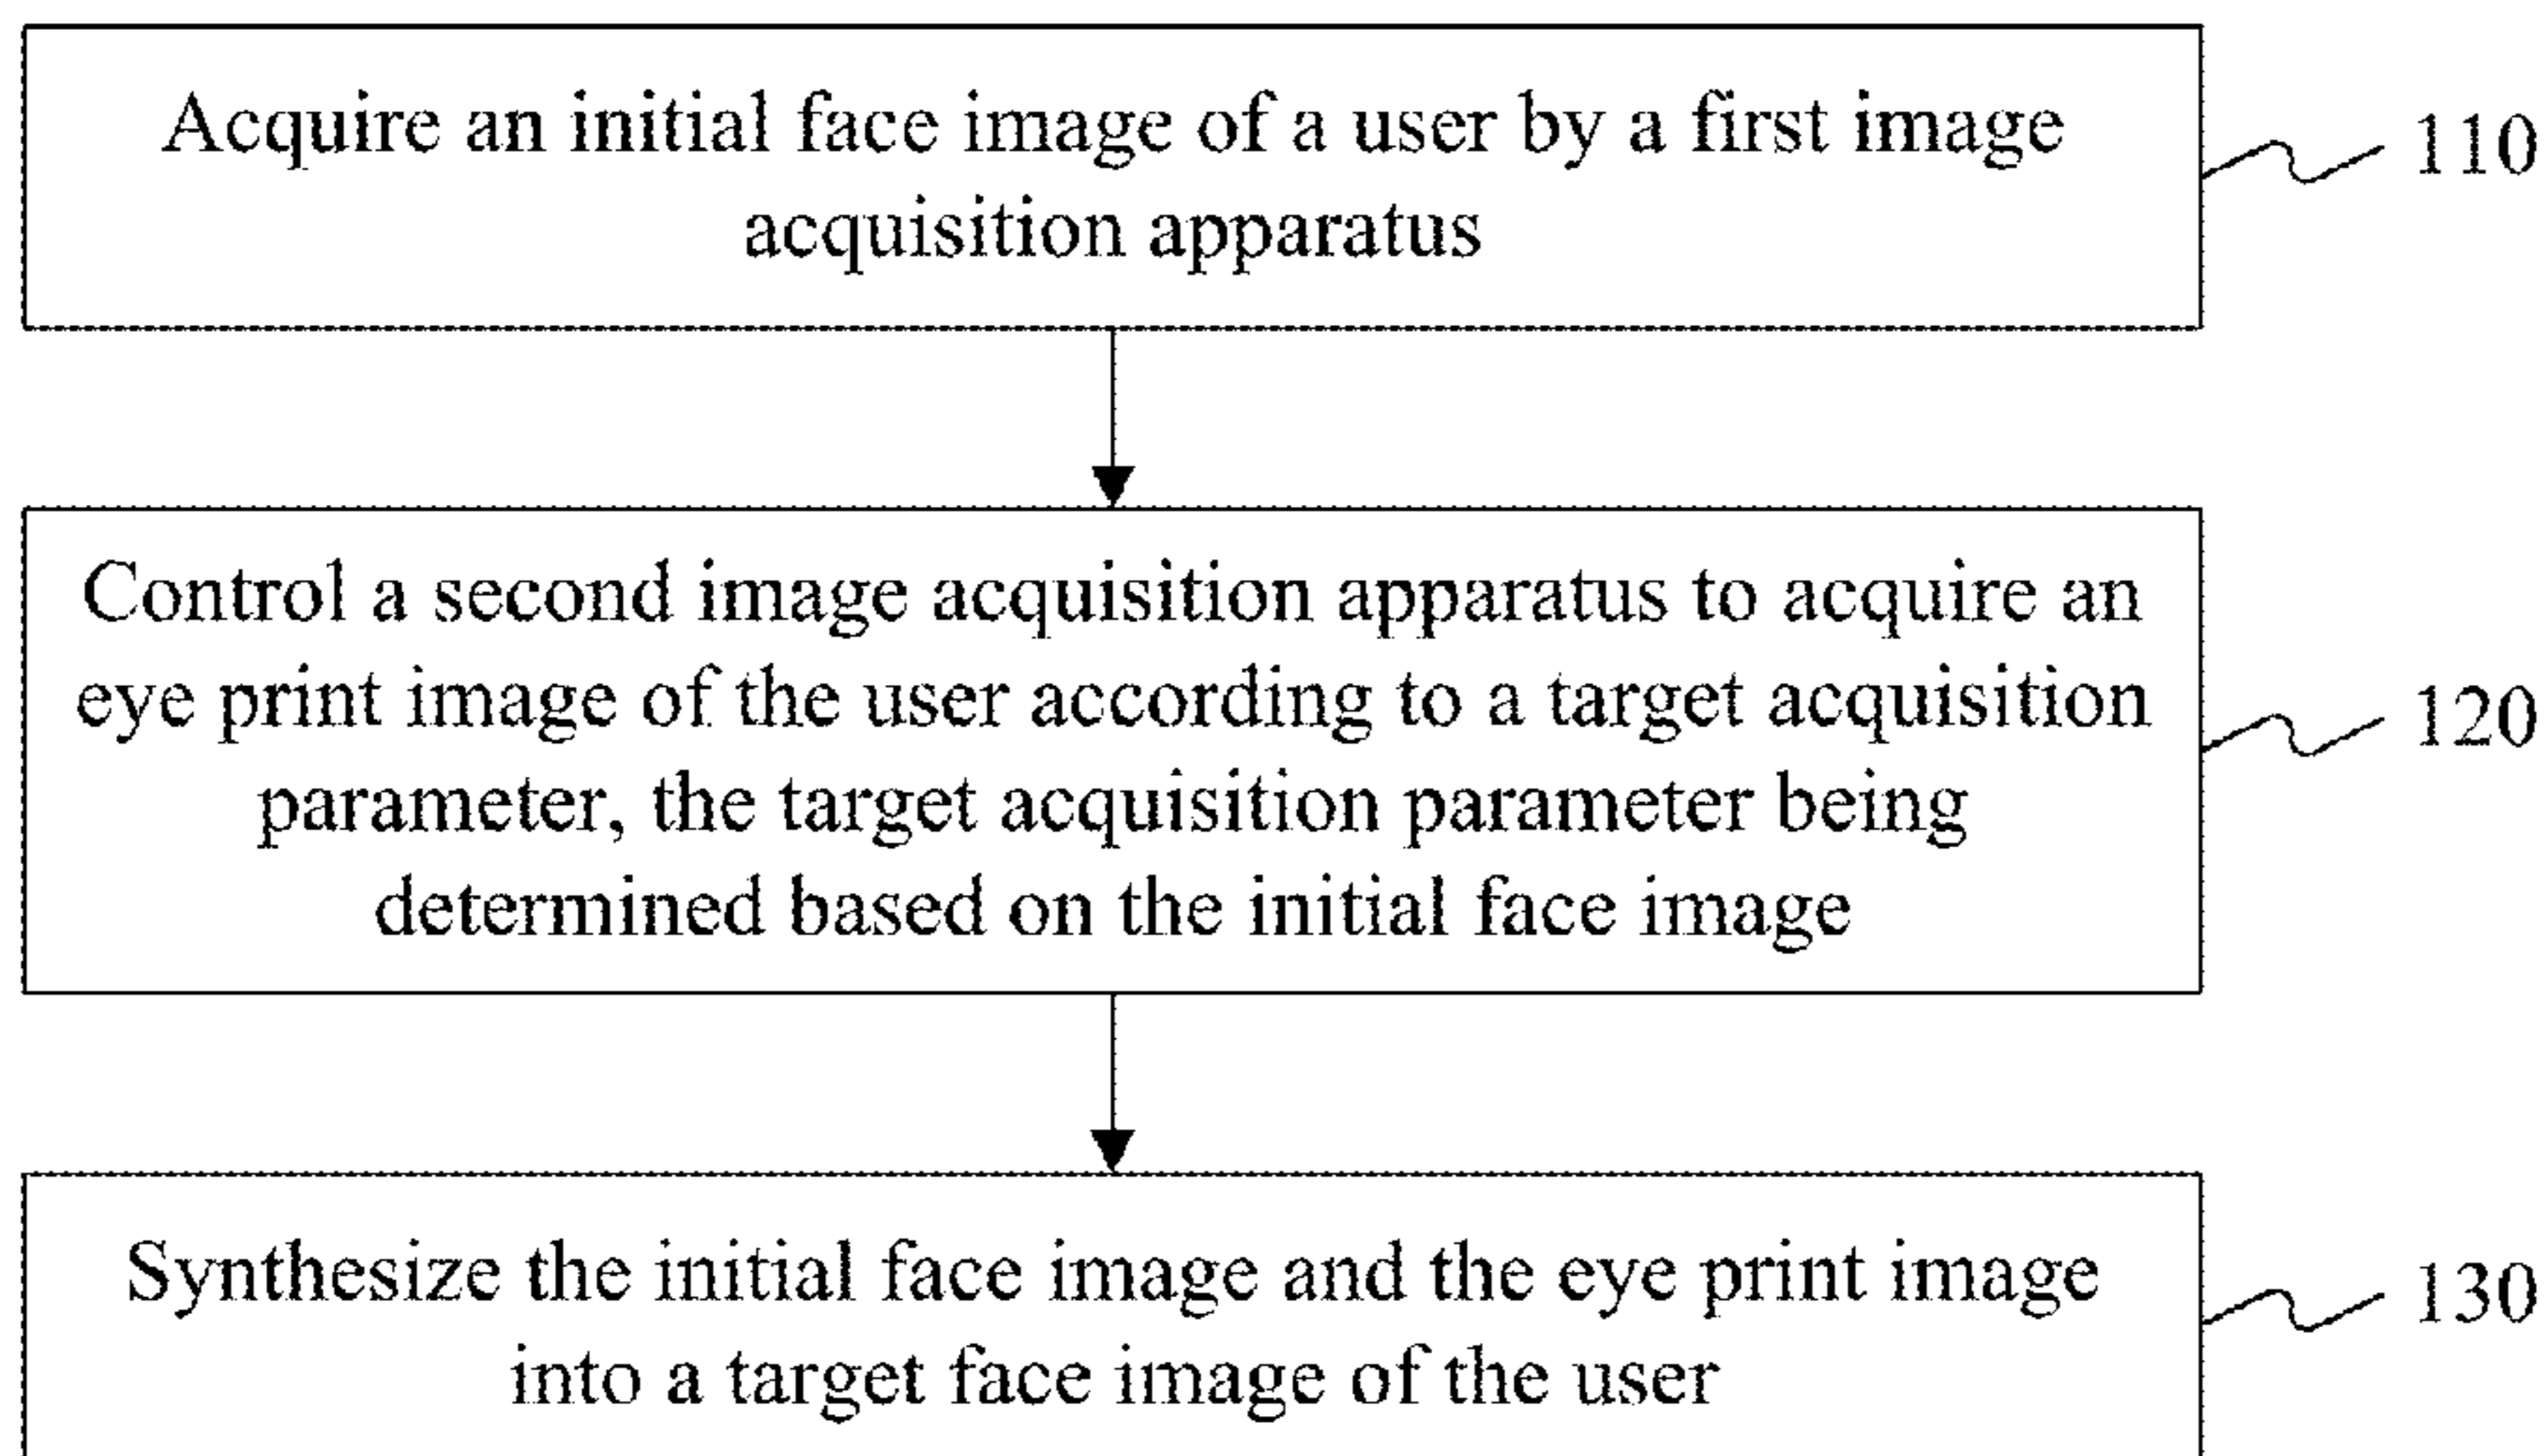 Acquire an initial face image of a user by a first image
acquisition apparatus
110
Control a second image acquisition apparatus to acquire an
eye print image of the user according to a target acquisition
parameter, the target acquisition parameter being
determined based on the initial face image
120
Synthesize the initial face image and the eye print image
into a target face image of the user
130